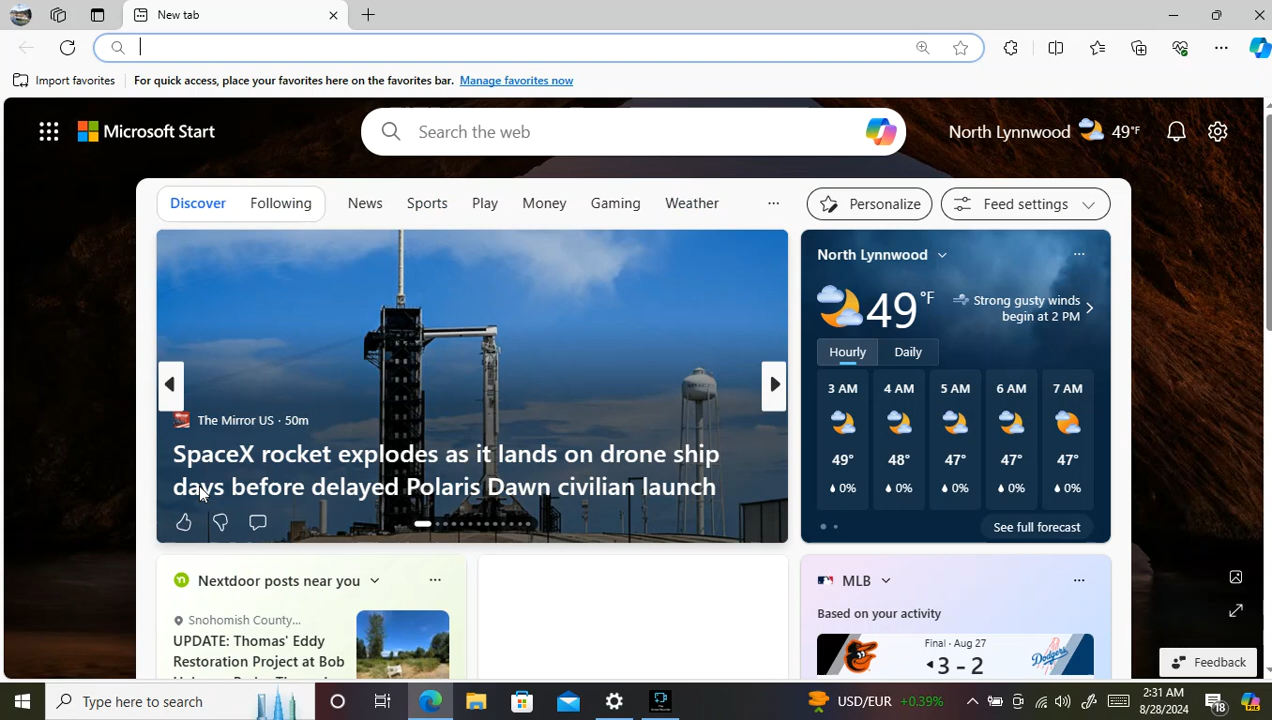 New tab
Import favorites
For quick access, place your favorites here on the favorites bar. Manage favorites now
Microsoft Start
Search the web
North Lynnwood 49°F
Discover Following News Sports Play Money Gaming Weather ...
Personalize
Feed settings
The Mirror US · 50m
SpaceX rocket explodes as it lands on drone ship
days before delayed Polaris Dawn civilian launch
North Lynnwood
49 °F
Strong gusty winds
begin at 2 PM
Hourly Daily
3 AM 4 AM 5 AM 6 AM 7 AM
49° 48° 47° 47° 47°
0% 0% 0% 0% 0%
See full forecast
Nextdoor posts near you
Snohomish County...
UPDATE: Thomas' Eddy
Restoration Project at Bob
MLB
Based on your activity
Final · Aug 27
3 - 2
Dodgers
Feedback
Type here to search
USD/EUR +0.39%
2:31 AM
8/28/2024
18